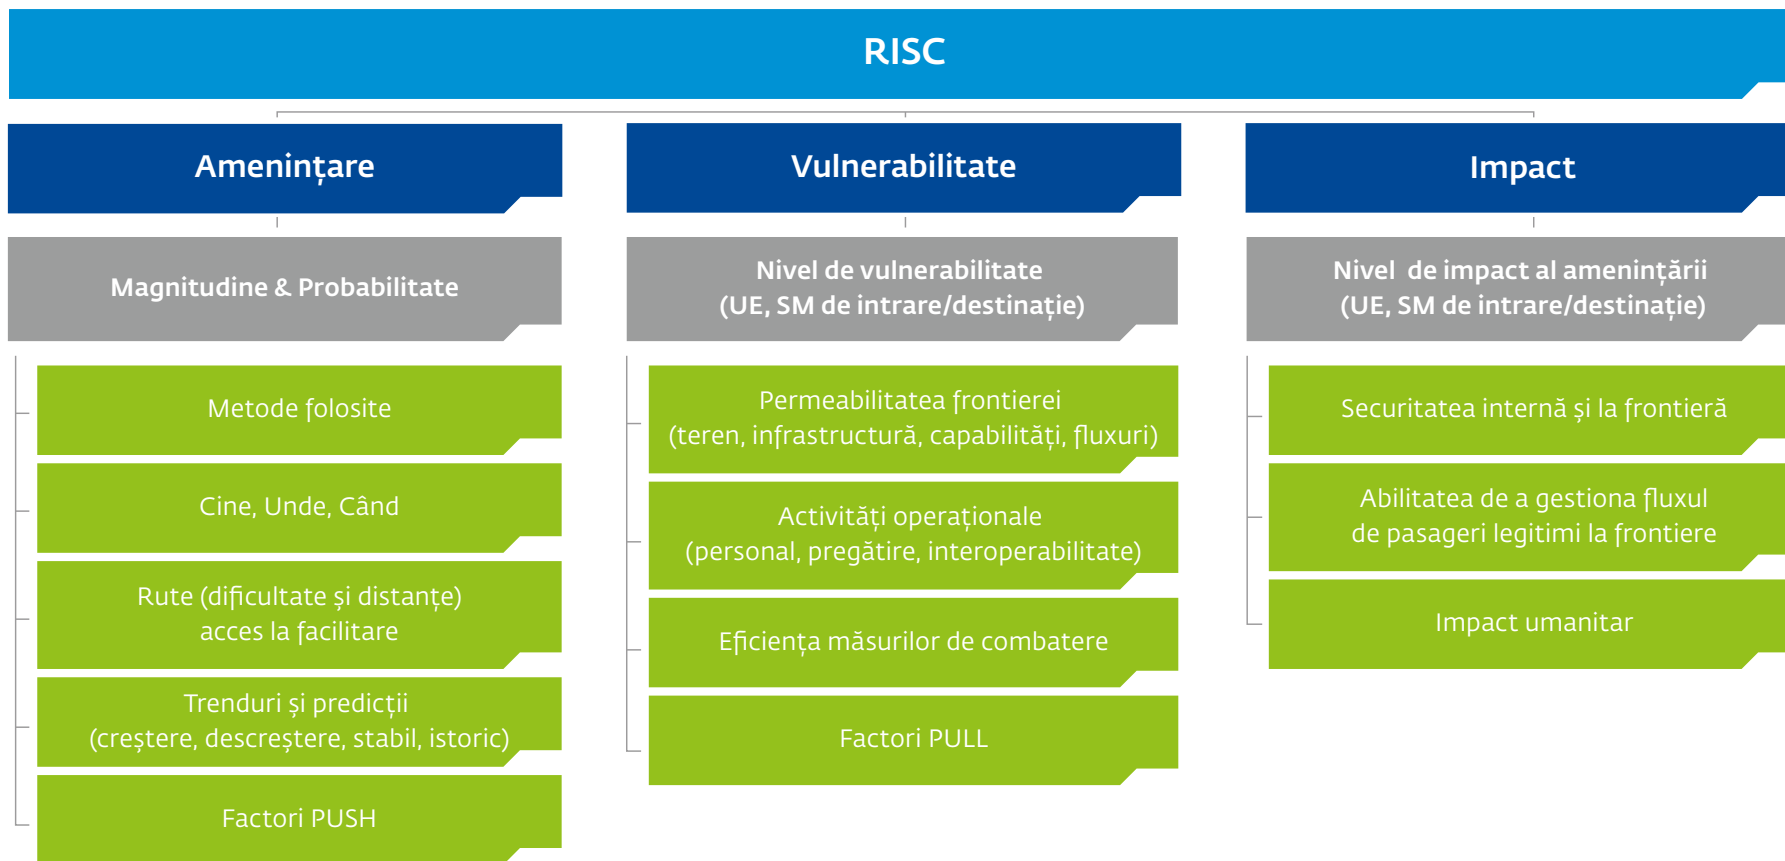 RISC
Amenințare
Magnitudine & Probabilitate
Metode folosite
Cine, Unde, Când
Rute (dificultate și distanțe)
acces la facilitare
Trenduri și predicții
(creștere, descreștere, stabil, istoric)
Factori PUSH
Vulnerabilitate
Nivel de vulnerabilitate
(UE, SM de intrare/destinație)
Permeabilitatea frontierei
(teren, infrastructură, capabilități, fluxuri)
Activități operaționale
(personal, pregătire, interoperabilitate)
Eficiența măsurilor de combatere
Factori PULL
Impact
Nivel de impact al amenințării
(UE, SM de intrare/destinație)
Securitatea internă și la frontieră
Abilitatea de a gestiona fluxul
de pasageri legitimi la frontiere
Impact umanitar